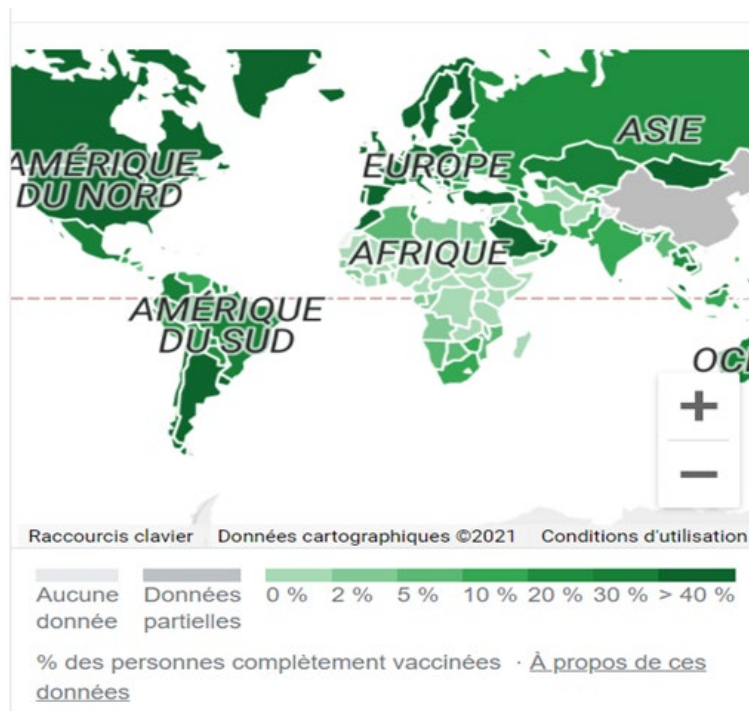 AMÉRIQUE
DU NORD
EUROPE
ASIE
AFRIQUE
AMÉRIQUE
DU SUD
OC
+
−
Raccourcis clavier Données cartographiques ©2021 Conditions d'utilisation
Aucune donnée
Données partielles
0 % 2 % 5 % 10 % 20 % 30 % > 40 %
% des personnes complètement vaccinées · À propos de ces
données